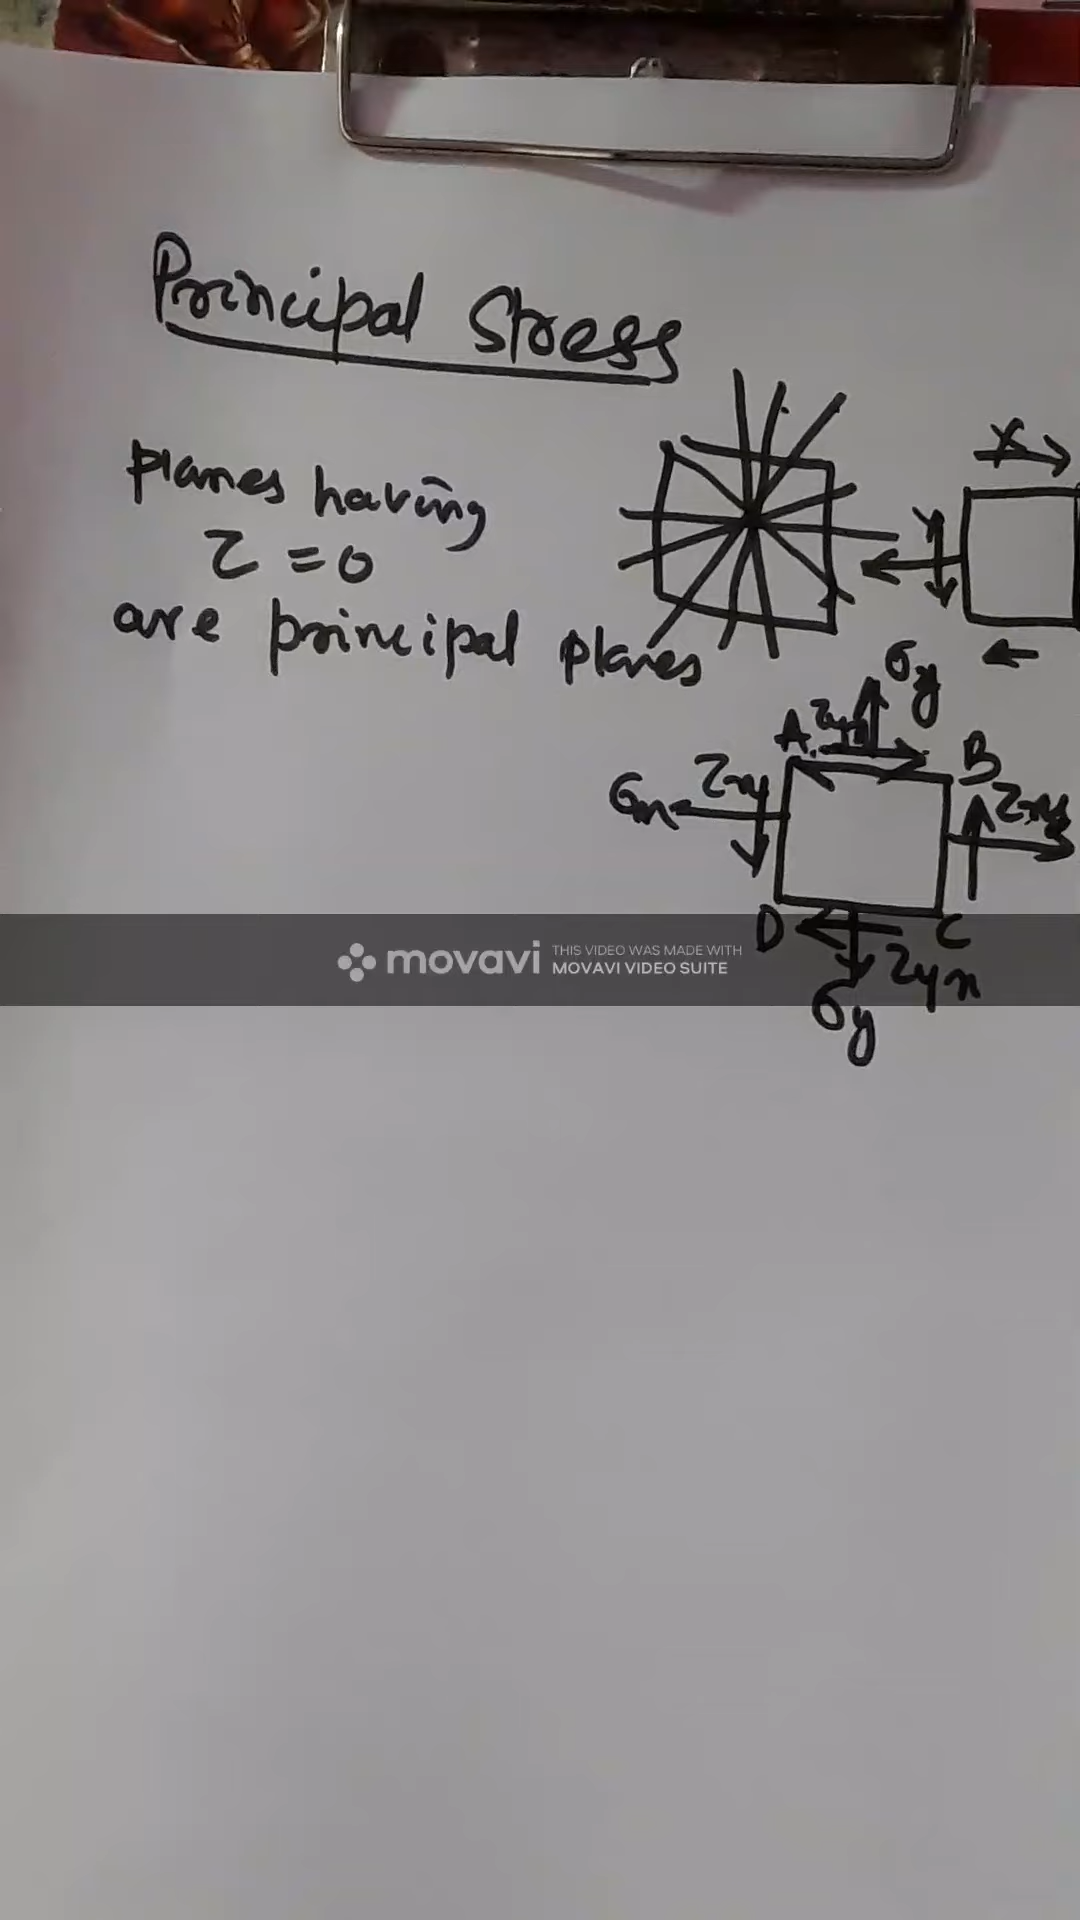 Principal Stress
planes having
τ = 0
are principal planes
x
y
σy
A
τyx
B
σx
τxy
τxy
D
C
τyx
σy
movavi
THIS VIDEO WAS MADE WITH
MOVAVI VIDEO SUITE